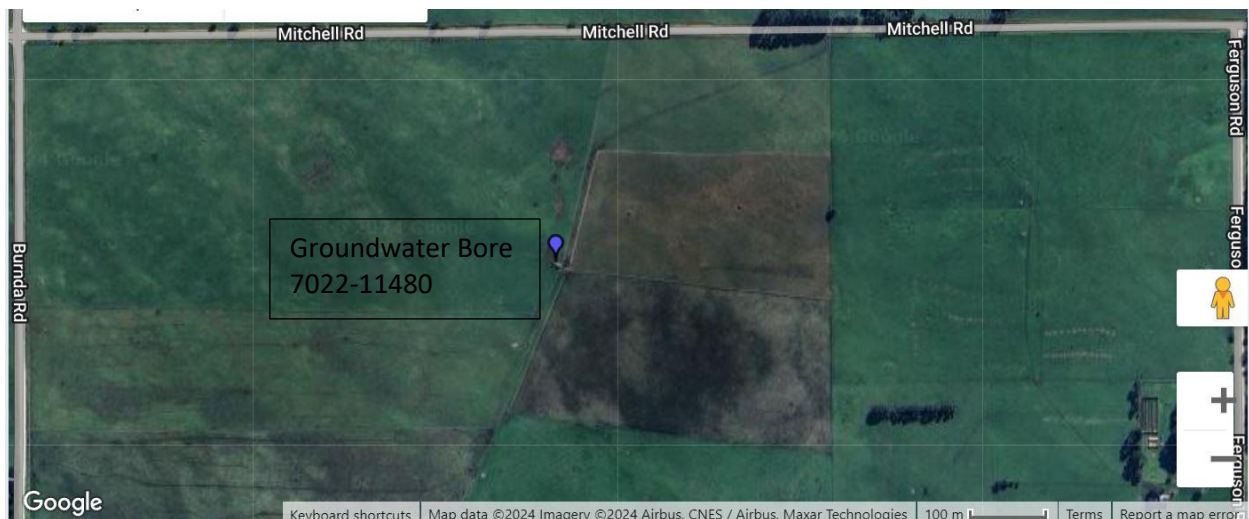 Mitchell Rd
Mitchell Rd
Mitchell Rd
Ferguson Rd
Groundwater Bore
7022-11480
Burnda Rd
Google
Keyboard shortcuts
Map data ©2024 Imagery ©2024 Airbus, CNES / Airbus, Maxar Technologies
100 m
Terms
Report a map error